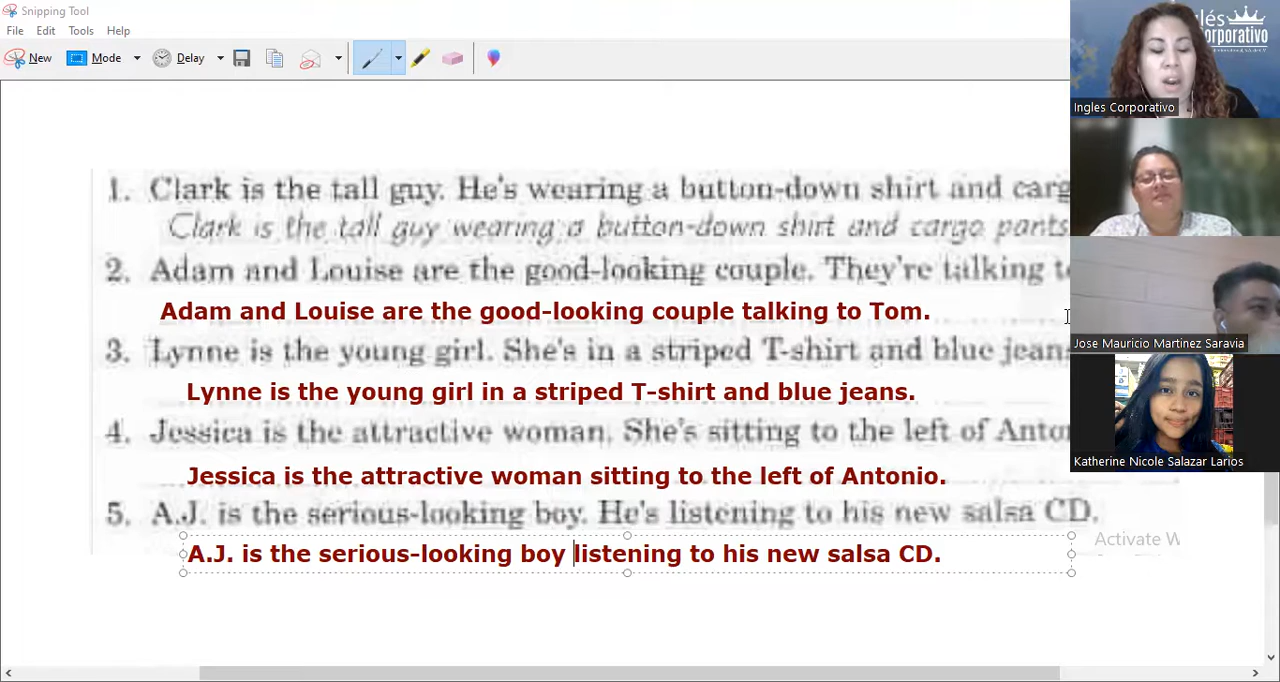 Snipping Tool
File Edit Tools Help
New Mode Delay
1. Clark is the tall guy. He's wearing a button-down shirt and carg
Clark is the tall guy wearing a button-down shirt and cargo pants
2. Adam and Louise are the good-looking couple. They're talking t
Adam and Louise are the good-looking couple talking to Tom.
3. Lynne is the young girl. She's in a striped T-shirt and blue jean
Lynne is the young girl in a striped T-shirt and blue jeans.
4. Jessica is the attractive woman. She's sitting to the left of Anto
Jessica is the attractive woman sitting to the left of Antonio.
5. A.J. is the serious-looking boy. He's listening to his new salsa CD.
A.J. is the serious-looking boy listening to his new salsa CD.
Activate W
Ingles Corporativo
Jose Mauricio Martinez Saravia
Katherine Nicole Salazar Larios